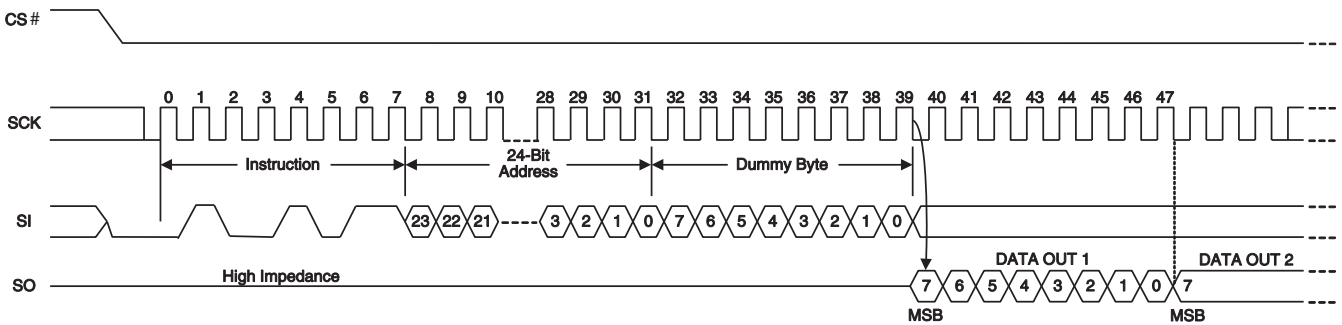 CS#
0 1 2 3 4 5 6 7 8 9 10 28 29 30 31 32 33 34 35 36 37 38 39 40 41 42 43 44 45 46 47
SCK
Instruction
24-Bit
Address
Dummy Byte
SI
23 22 21 3 2 1 0 7 6 5 4 3 2 1 0
DATA OUT 1 DATA OUT 2
High Impedance
SO
7 6 5 4 3 2 1 0 7
MSB MSB